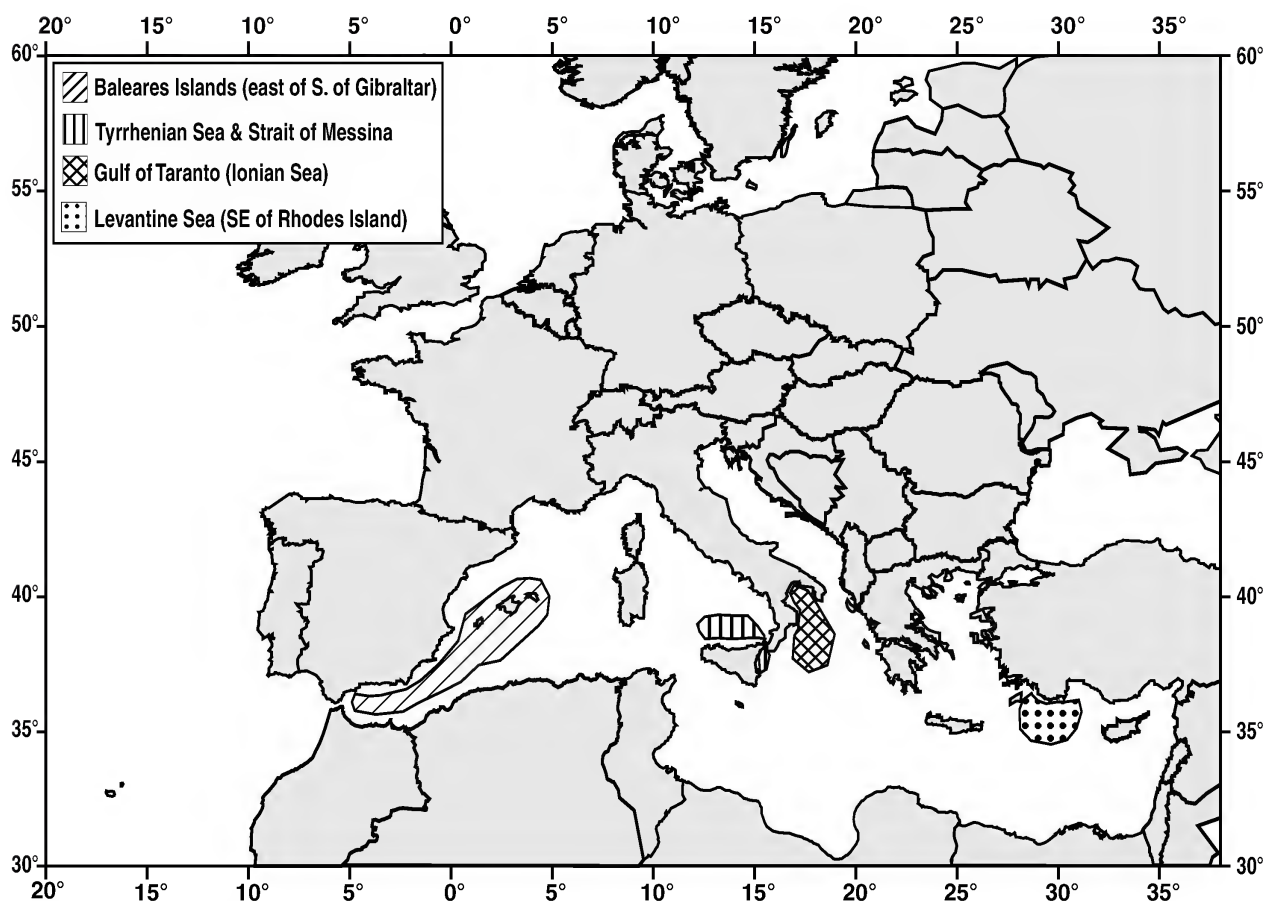 20° 15° 10° 5° 0° 5° 10° 15° 20° 25° 30° 35°
60° 60°
Baleares Islands (east of S. of Gibraltar)
Tyrrhenian Sea & Strait of Messina
Gulf of Taranto (Ionian Sea)
55° 55°
Levantine Sea (SE of Rhodes Island)
50° 50°
45° 45°
40° 40°
35° 35°
30° 30°
20° 15° 10° 5° 0° 5° 10° 15° 20° 25° 30° 35°